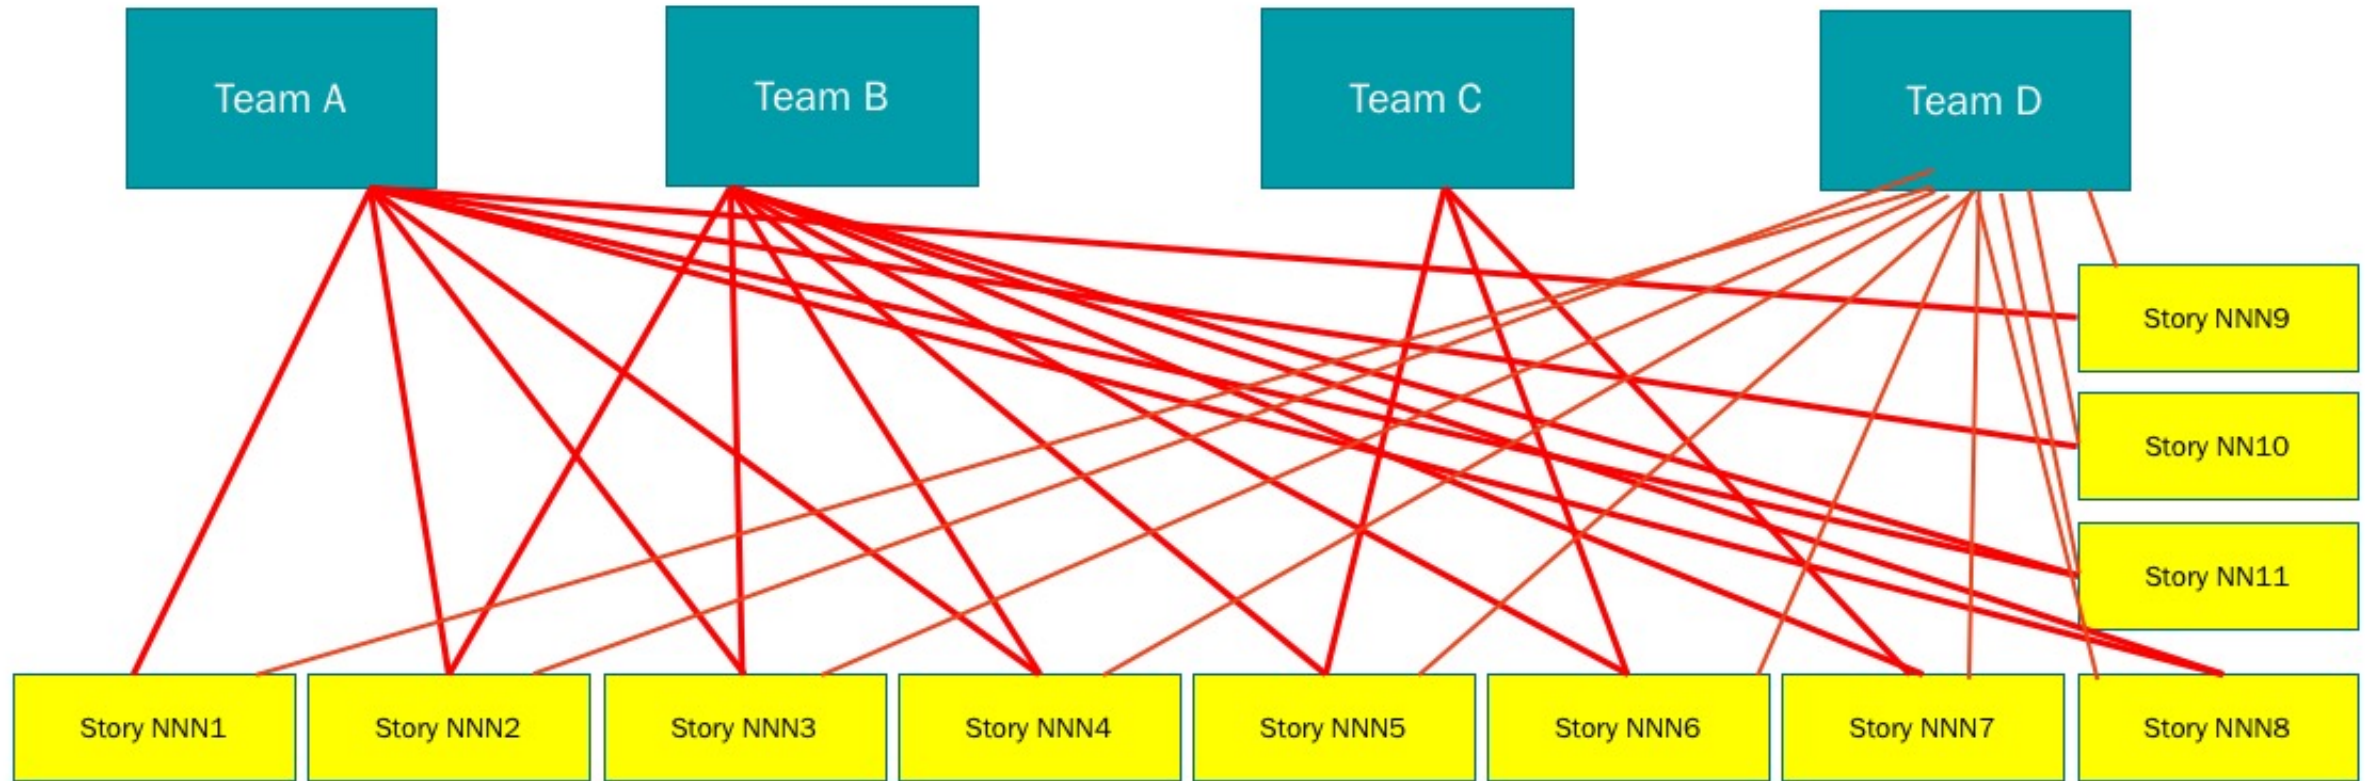 Team A
Team B
Team C
Team D
Story NNN9
Story NN10
Story NN11
Story NNN1
Story NNN2
Story NNN3
Story NNN4
Story NNN5
Story NNN6
Story NNN7
Story NNN8